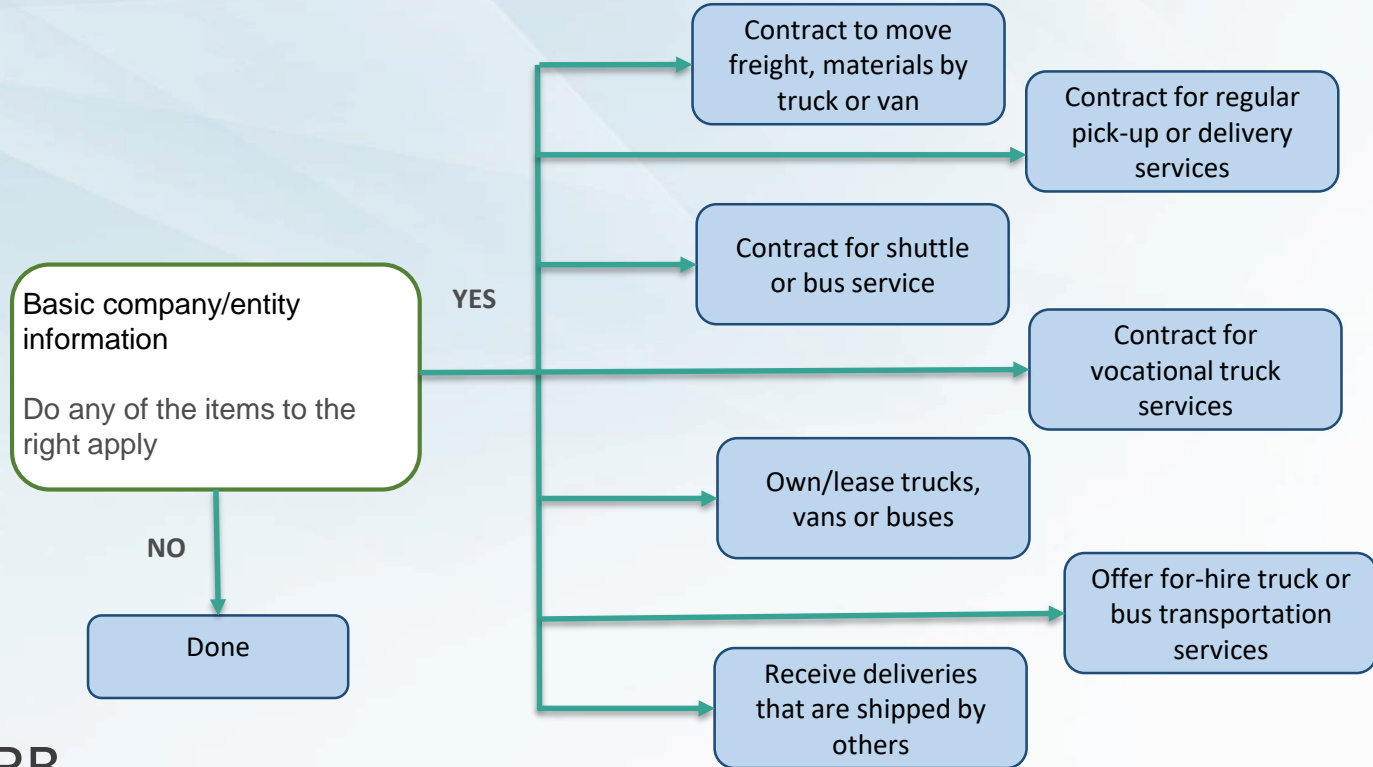 Contract to move
freight, materials by
truck or van
Contract for regular
pick-up or delivery
services
Contract for shuttle
or bus service
Basic company/entity
information
Do any of the items to the
right apply
YES
Contract for
vocational truck
services
Own/lease trucks,
vans or buses
NO
Offer for-hire truck or
bus transportation
services
Done
Receive deliveries
that are shipped by
others